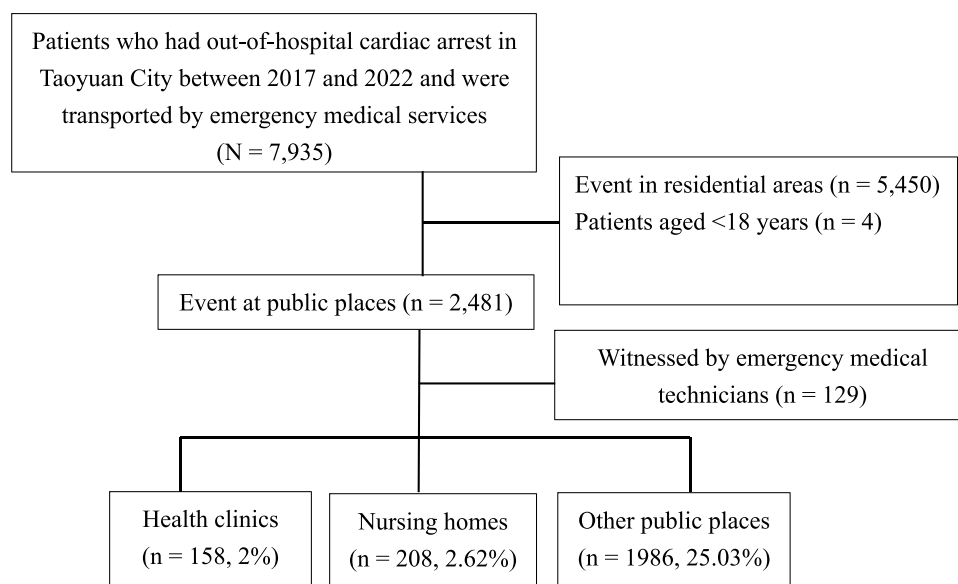 Patients who had out-of-hospital cardiac arrest in
Taoyuan City between 2017 and 2022 and were
transported by emergency medical services
(N = 7,935)
Event in residential areas (n = 5,450)
Patients aged <18 years (n = 4)
Event at public places (n = 2,481)
Witnessed by emergency medical
technicians (n = 129)
Health clinics
(n = 158, 2%)
Nursing homes
(n = 208, 2.62%)
Other public places
(n = 1986, 25.03%)